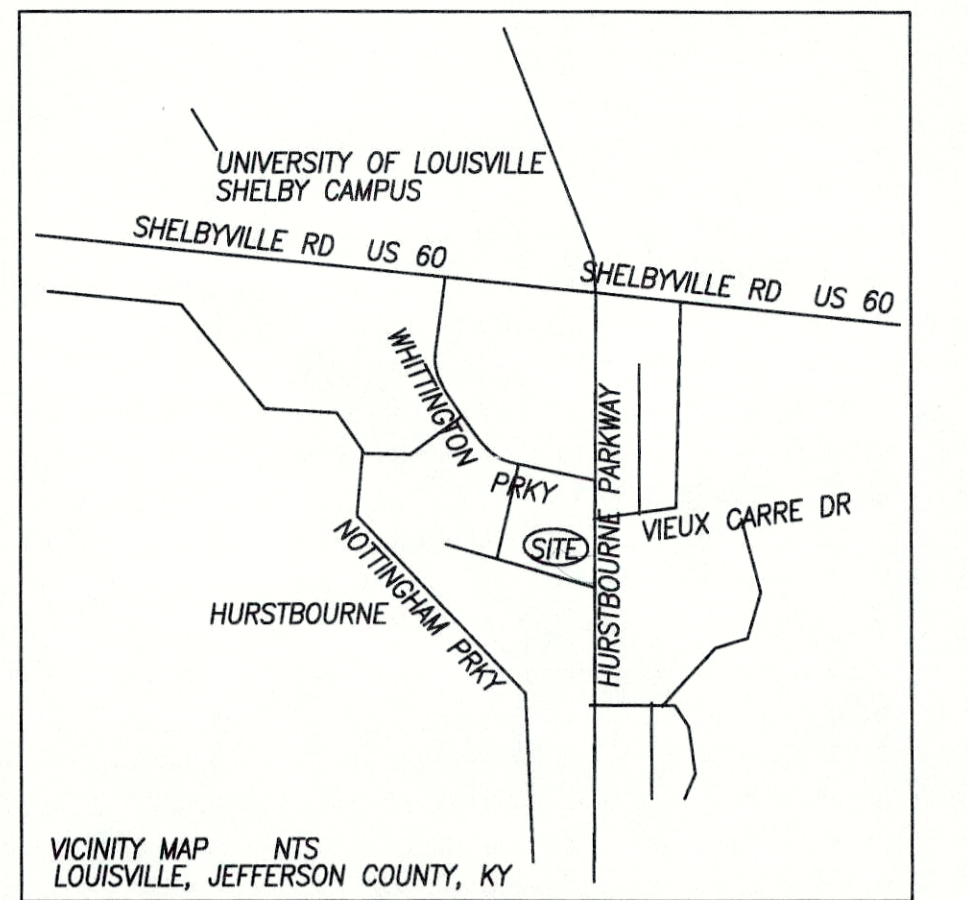 UNIVERSITY OF LOUISVILLE
SHELBY CAMPUS
SHELBYVILLE RD US 60
SHELBYVILLE RD US 60
WHITTINGTON
PRKY
HURSTBOURNE PARKWAY
VIEUX CARRE DR
SITE
NOTTINGHAM PRKY
HURSTBOURNE
VICINITY MAP NTS
LOUISVILLE, JEFFERSON COUNTY, KY